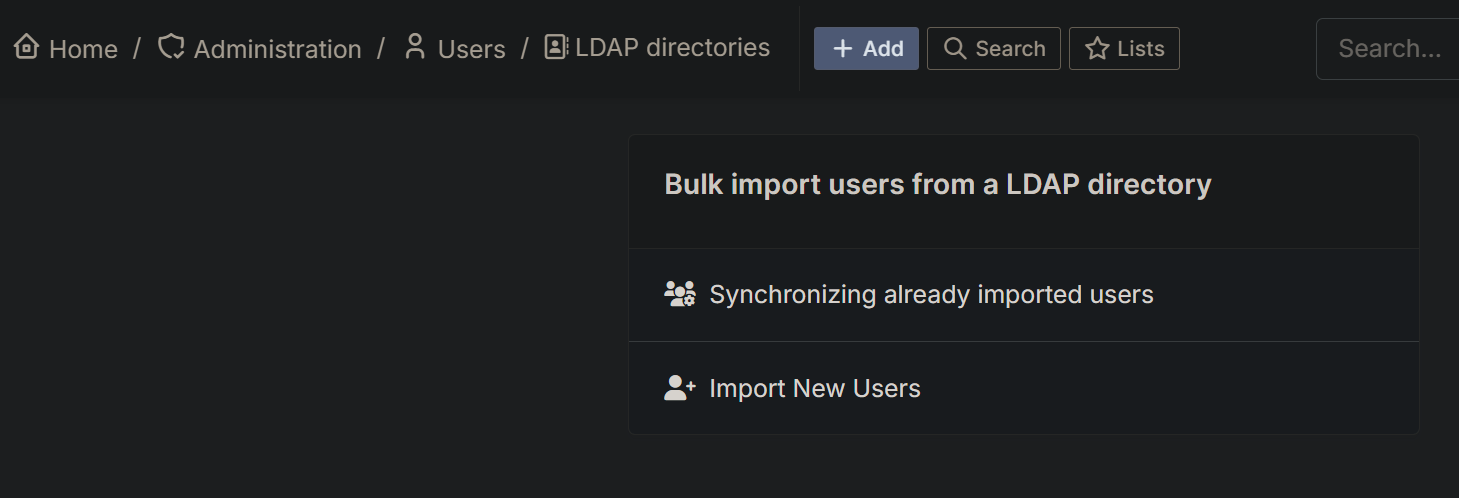 Home / Administration / Users / LDAP directories Add Search Lists Search...
Bulk import users from a LDAP directory
Synchronizing already imported users
Import New Users